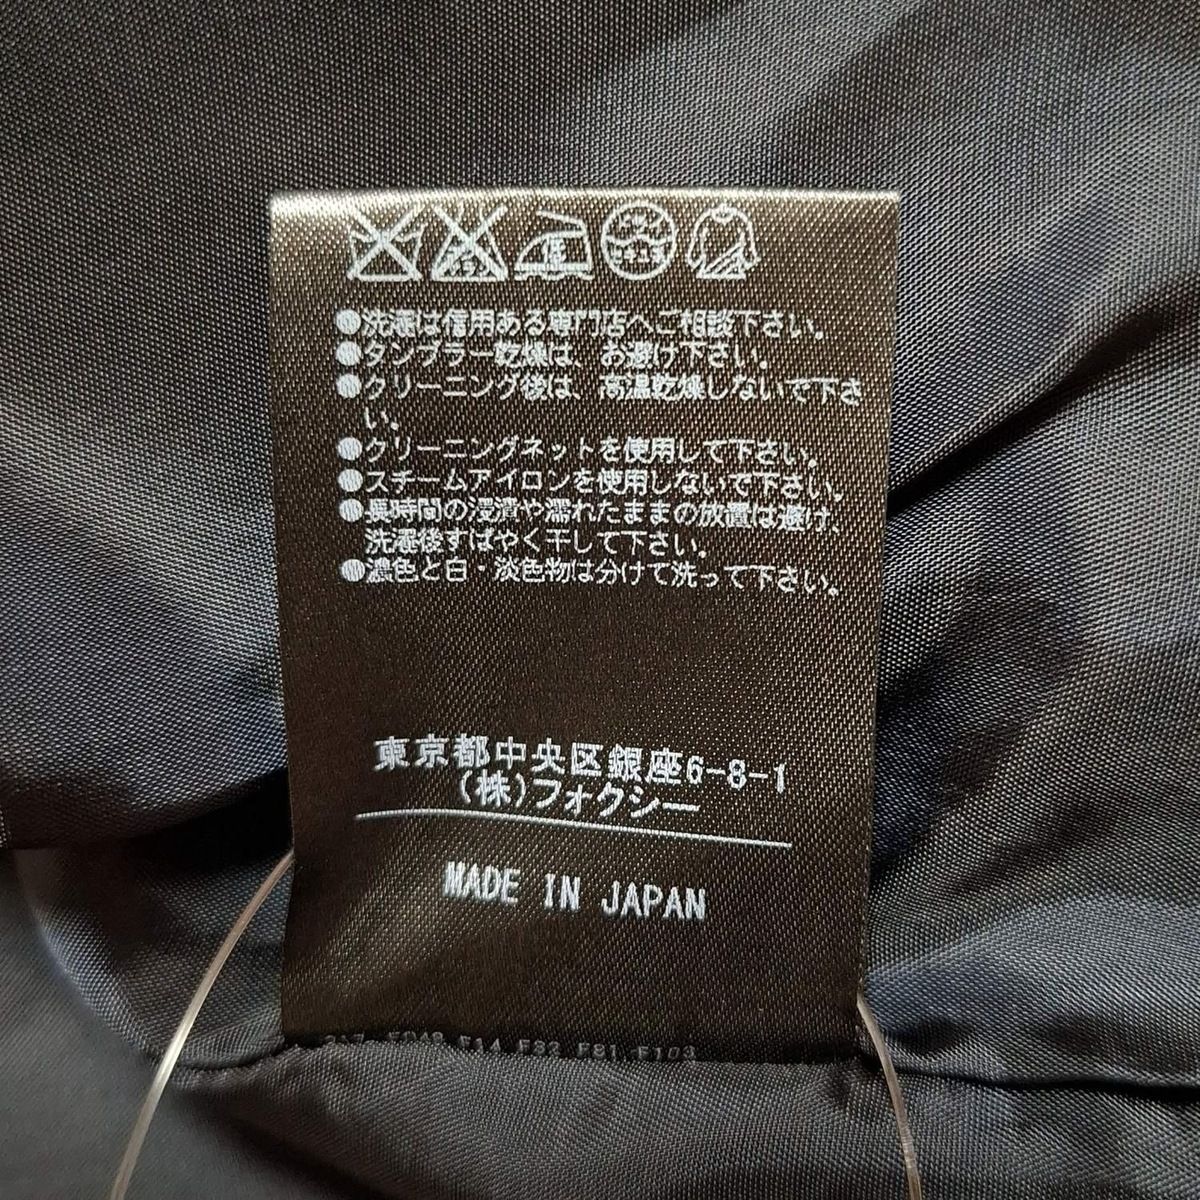 低
●洗濯は信用ある専門店へご相談下さい。
●タンブラー乾燥は、お避け下さい。
●クリーニング後は、高温乾燥しないで下さ
い。
●クリーニングネットを使用して下さい。
●スチームアイロンを使用しないで下さい。
●長時間の浸漬や濡れたままの放置は避け、
洗濯後すばやく干して下さい。
●濃色と白・淡色物は分けて洗って下さい。
東京都中央区銀座6-8-1
(株)フォクシー
MADE IN JAPAN
F14 F32 F81 F103